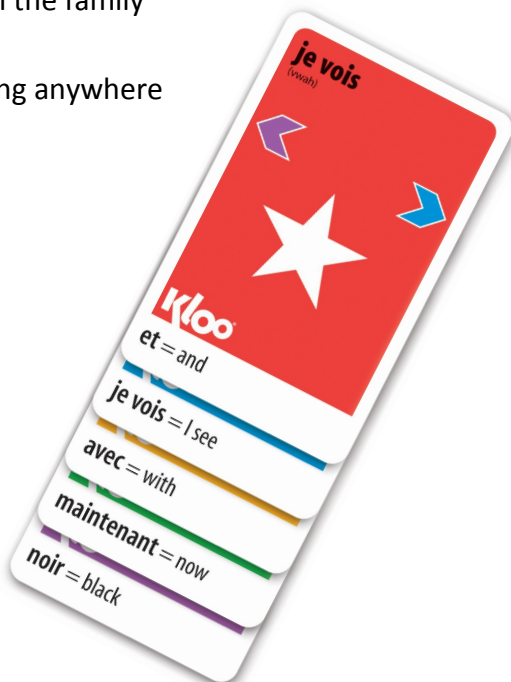 the family
ng anywhere
je vois
(vwah)
Kloo
et = and
je vois = I see
avec = with
maintenant = now
noir = black